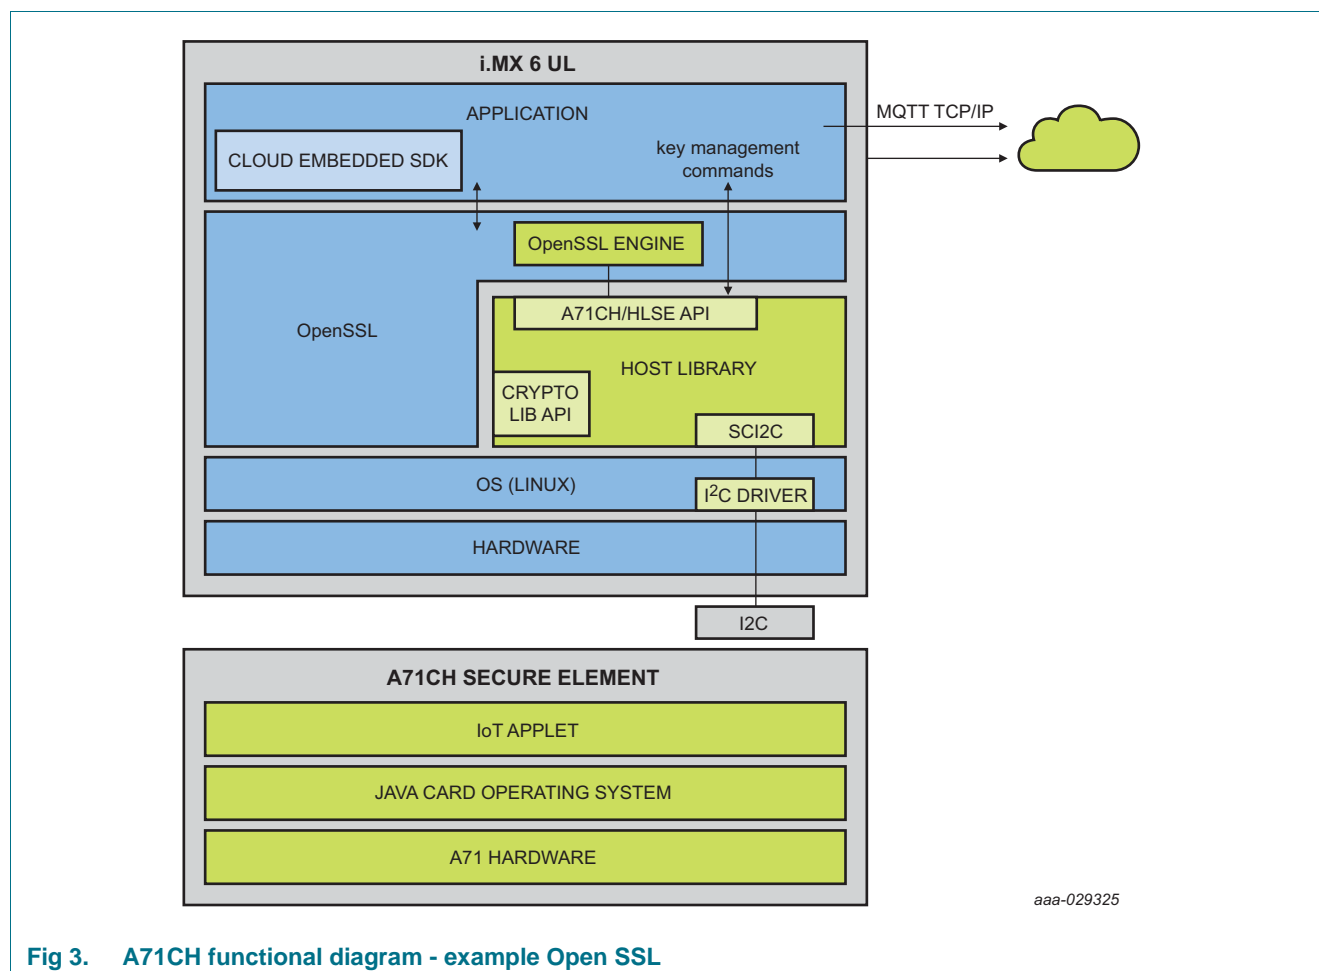 i.MX 6 UL
APPLICATION
MQTT TCP/IP
CLOUD EMBEDDED SDK
key management
commands
OpenSSL ENGINE
A71CH/HLSE API
OpenSSL
HOST LIBRARY
CRYPTO
LIB API
SCI2C
OS (LINUX)
I²C DRIVER
HARDWARE
I2C
A71CH SECURE ELEMENT
IoT APPLET
JAVA CARD OPERATING SYSTEM
A71 HARDWARE
aaa-029325
Fig 3. A71CH functional diagram - example Open SSL